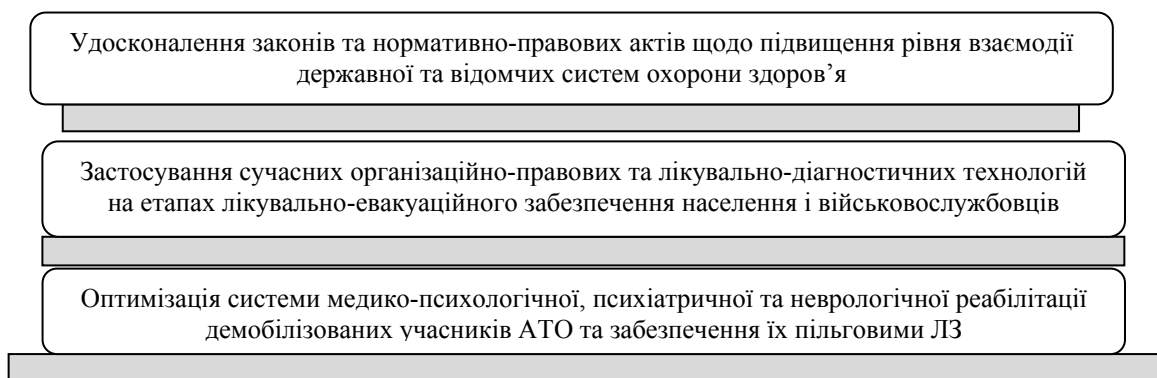 Удосконалення законів та нормативно-правових актів щодо підвищення рівня взаємодії
державної та відомчих систем охорони здоров’я
Застосування сучасних організаційно-правових та лікувально-діагностичних технологій
на етапах лікувально-евакуаційного забезпечення населення і військовослужбовців
Оптимізація системи медико-психологічної, психіатричної та неврологічної реабілітації
демобілізованих учасників АТО та забезпечення їх пільговими ЛЗ